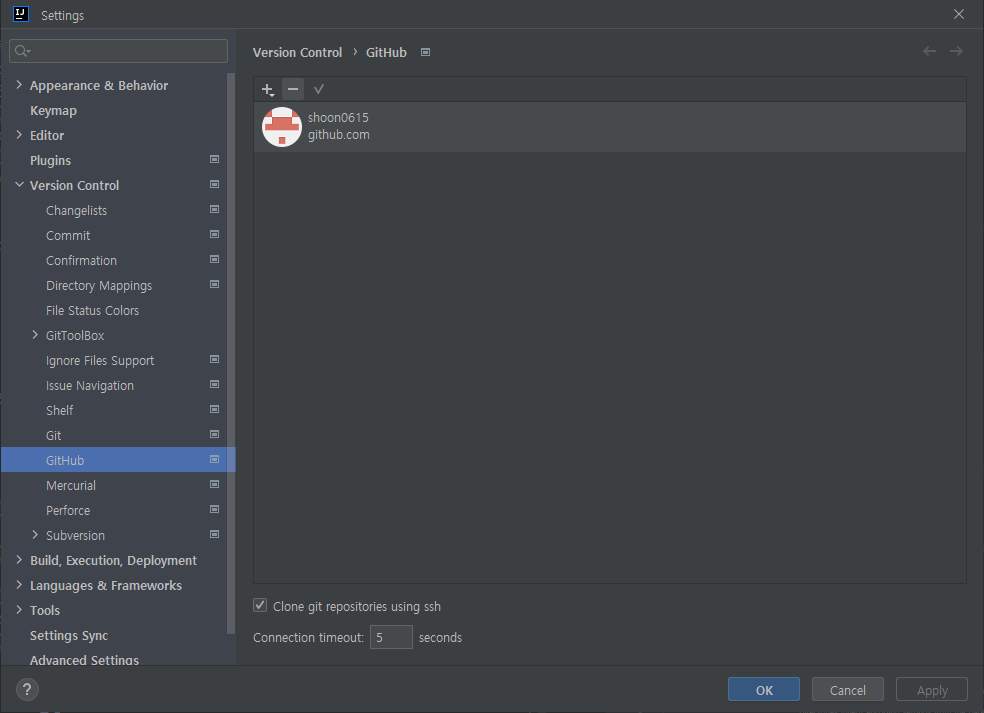 IJ
Settings
Appearance & Behavior
Keymap
Editor
Plugins
Version Control
Changelists
Commit
Confirmation
Directory Mappings
File Status Colors
GitToolBox
Ignore Files Support
Issue Navigation
Shelf
Git
GitHub
Mercurial
Perforce
Subversion
Build, Execution, Deployment
Languages & Frameworks
Tools
Settings Sync
Advanced Settings
Version Control › GitHub
shoon0615
github.com
Clone git repositories using ssh
Connection timeout: 5 seconds
?
OK Cancel Apply